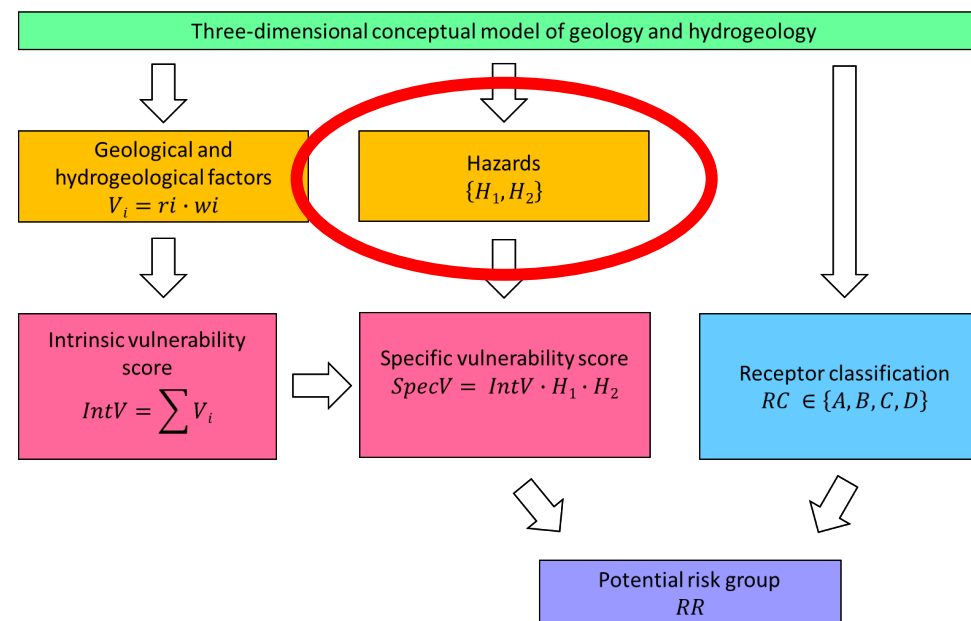 Three-dimensional conceptual model of geology and hydrogeology
Geological and
hydrogeological factors
V_i = ri · wi
Hazards
{H_1, H_2}
Intrinsic vulnerability
score
IntV = ∑ V_i
Specific vulnerability score
SpecV = IntV · H_1 · H_2
Receptor classification
RC ∈ {A, B, C, D}
Potential risk group
RR